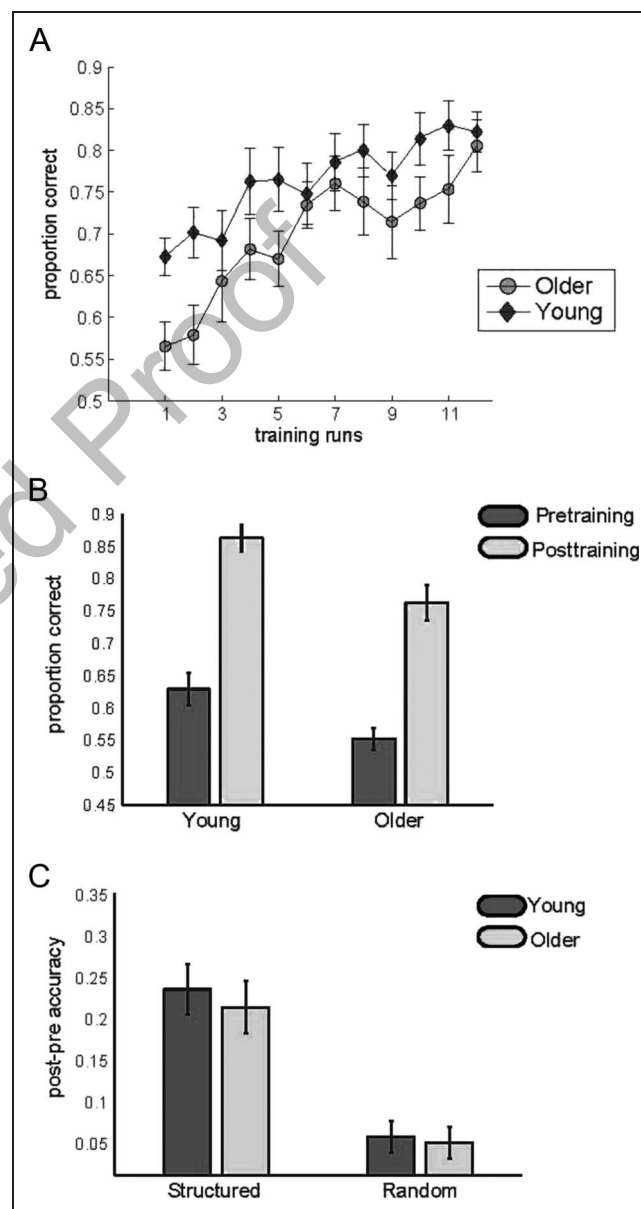 A
0.9
0.85
0.8
0.75
0.7
0.65
0.6
0.55
0.5
proportion correct
Older
Young
1 3 5 7 9 11
training runs
ed Proof
B
0.9
0.85
0.8
0.75
0.7
0.65
0.6
0.55
0.5
0.45
proportion correct
Pretraining
Posttraining
Young Older
C
0.35
0.3
0.25
0.2
0.15
0.1
0.05
post-pre accuracy
Young
Older
Structured Random